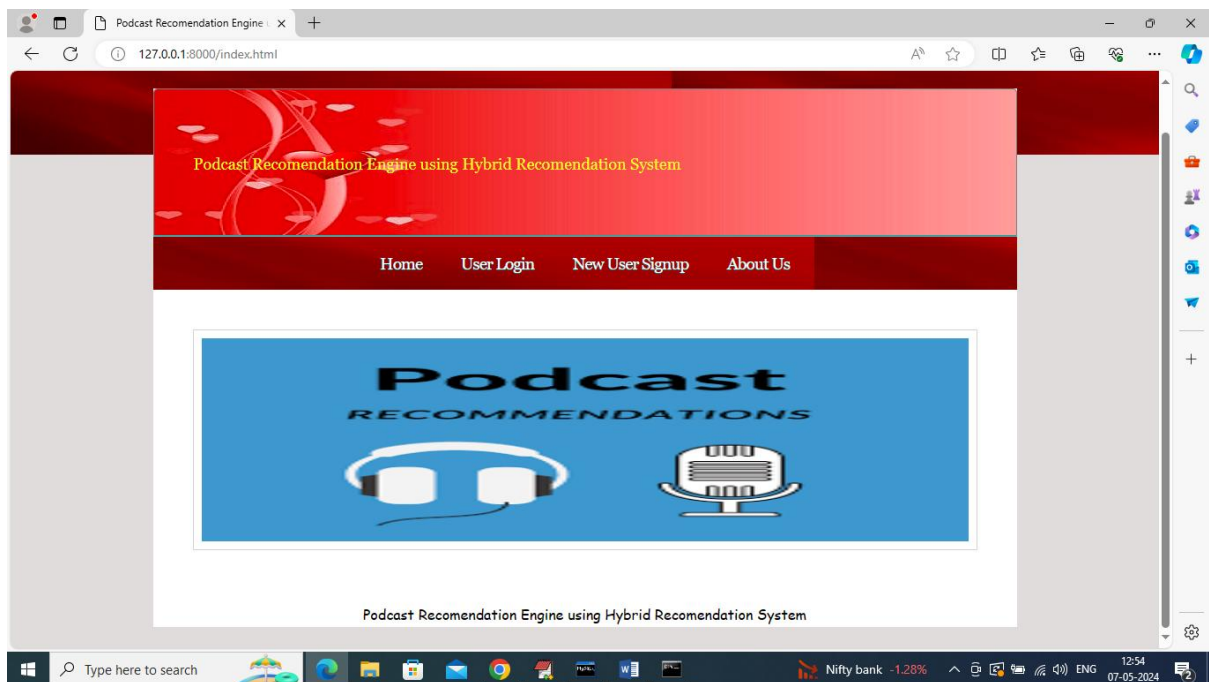 Podcast Recomendation Engine u
127.0.0.1:8000/index.html
Podcast Recomendation Engine using Hybrid Recomendation System
Home User Login New User Signup About Us
Podcast
RECOMMENDATIONS
Podcast Recomendation Engine using Hybrid Recomendation System
Type here to search
Nifty bank -1.28%
ENG
12:54
07-05-2024
2